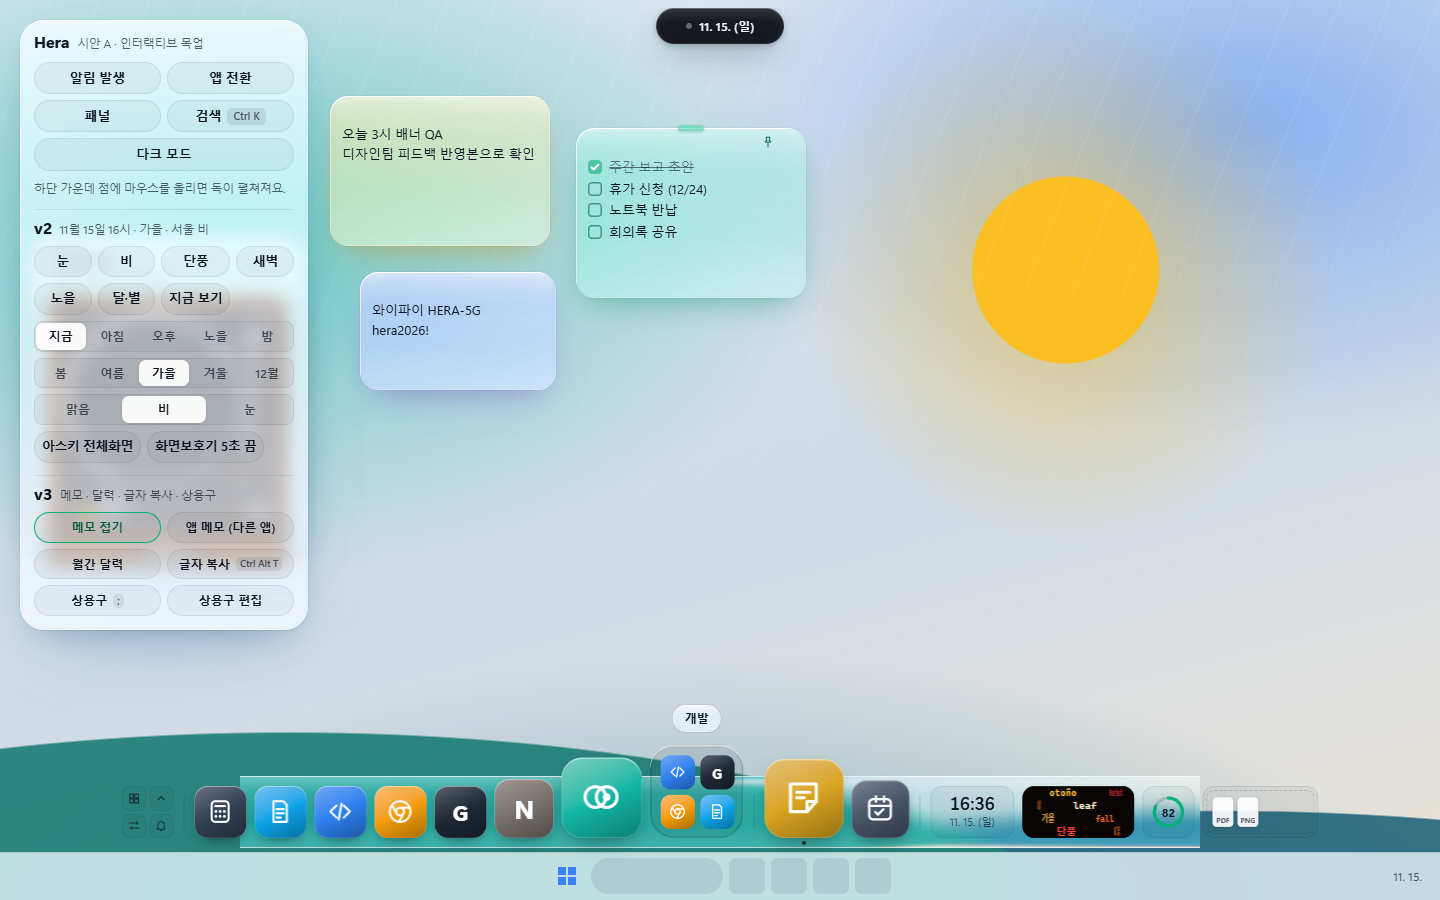 Hera 시안 A · 인터랙티브 목업
알림 발생 앱 전환
패널 검색 Ctrl K
다크 모드
하단 가운데 점에 마우스를 올리면 독이 펼쳐져요.
v2 11월 15일 16시 · 가을 · 서울 비
눈 비 단풍 새벽
노을 달·별 지금 보기
지금 아침 오후 노을 밤
봄 여름 가을 겨울 12월
맑음 비 눈
아스키 전체화면 화면보호기 5초 끔
v3 메모 · 달력 · 글자 복사 · 상용구
메모 접기 앱 메모 (다른 앱)
월간 달력 글자 복사 Ctrl Alt T
상용구 ; 상용구 편집
11. 15. (일)
오늘 3시 배너 QA
디자인팀 피드백 반영본으로 확인
주간 보고 초안
휴가 신청 (12/24)
노트북 반납
회의록 공유
와이파이 HERA-5G
hera2026!
개발
G
G N
16:36
11. 15. (일)
otoño
leaf
가을 fall
단풍
82
PDF PNG
11. 15.